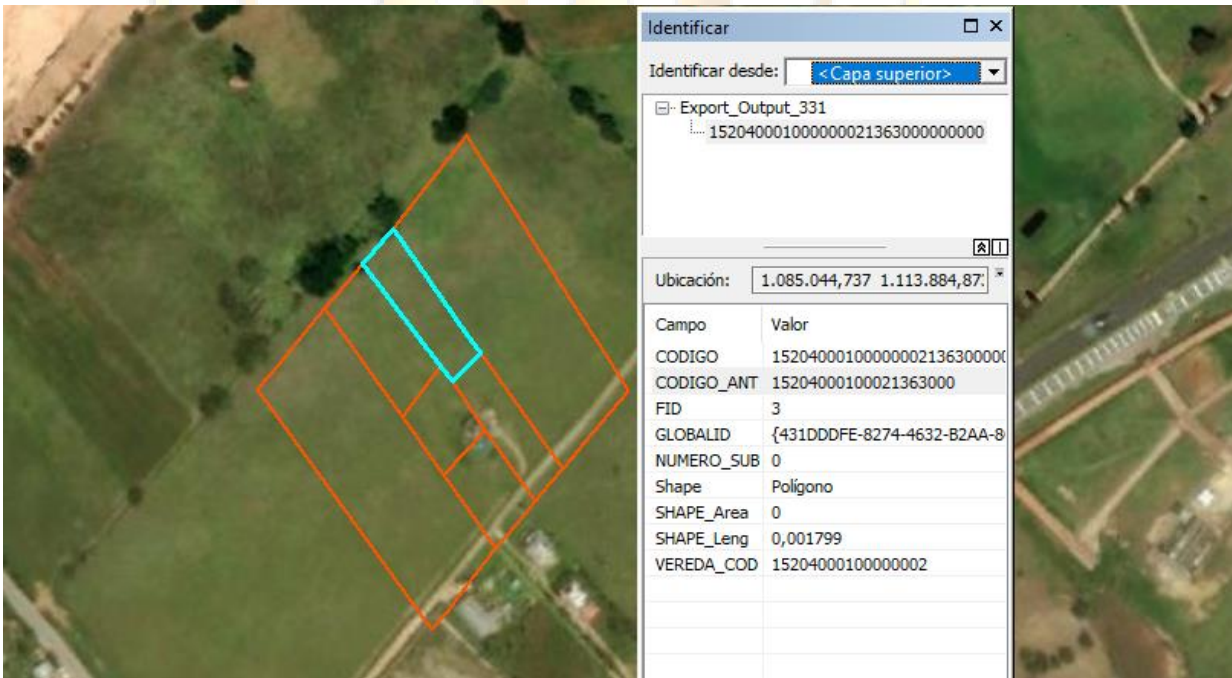 Identificar
Identificar desde: <Capa superior>
Export_Output_331
152040001000000021363000000000
Ubicación: 1.085.044,737 1.113.884,87
Campo Valor
CODIGO 15204000100000002136300000
CODIGO_ANT 15204000100021363000
FID 3
GLOBALID {431DDDFE-8274-4632-B2AA-8
NUMERO_SUB 0
Shape Polígono
SHAPE_Area 0
SHAPE_Leng 0,001799
VEREDA_COD 15204000100000002